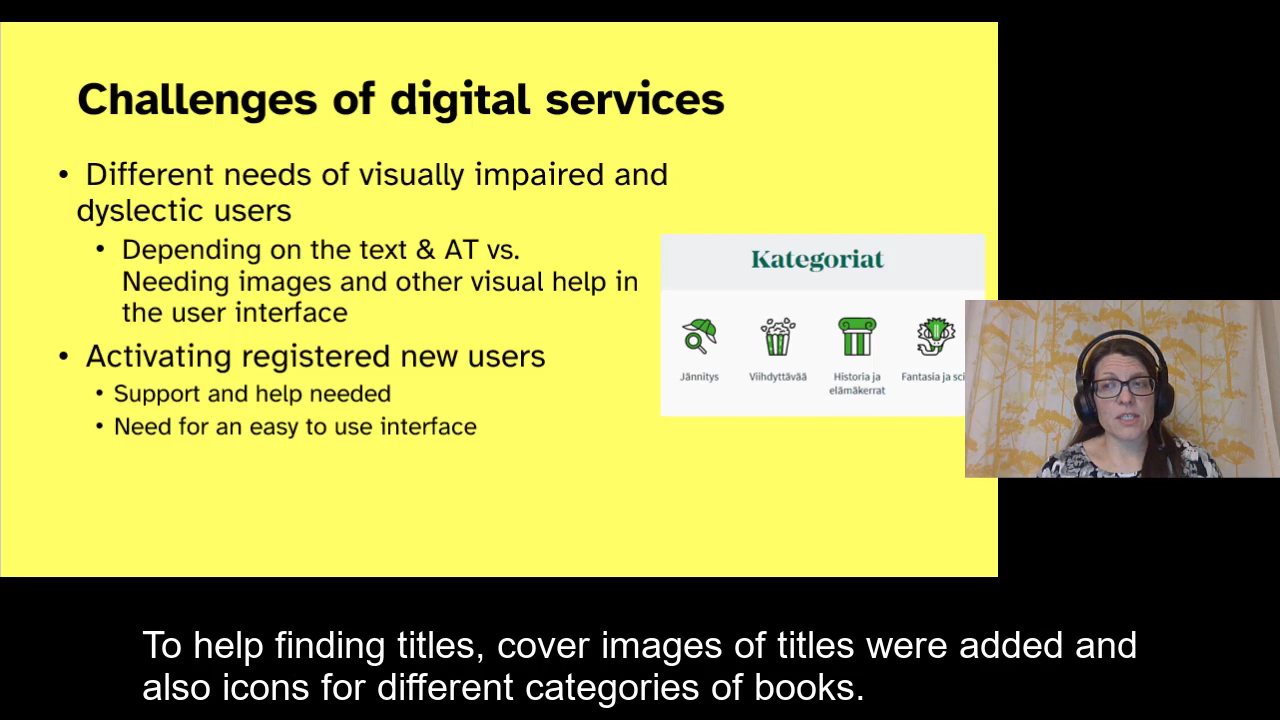 Challenges of digital services
• Different needs of visually impaired and
dyslectic users
• Depending on the text & AT vs.
Needing images and other visual help in
the user interface
• Activating registered new users
• Support and help needed
• Need for an easy to use interface
Kategoriat
Jännitys
Viihdyttävää
Historia ja
elämäkerrat
Fantasia ja sci
To help finding titles, cover images of titles were added and
also icons for different categories of books.